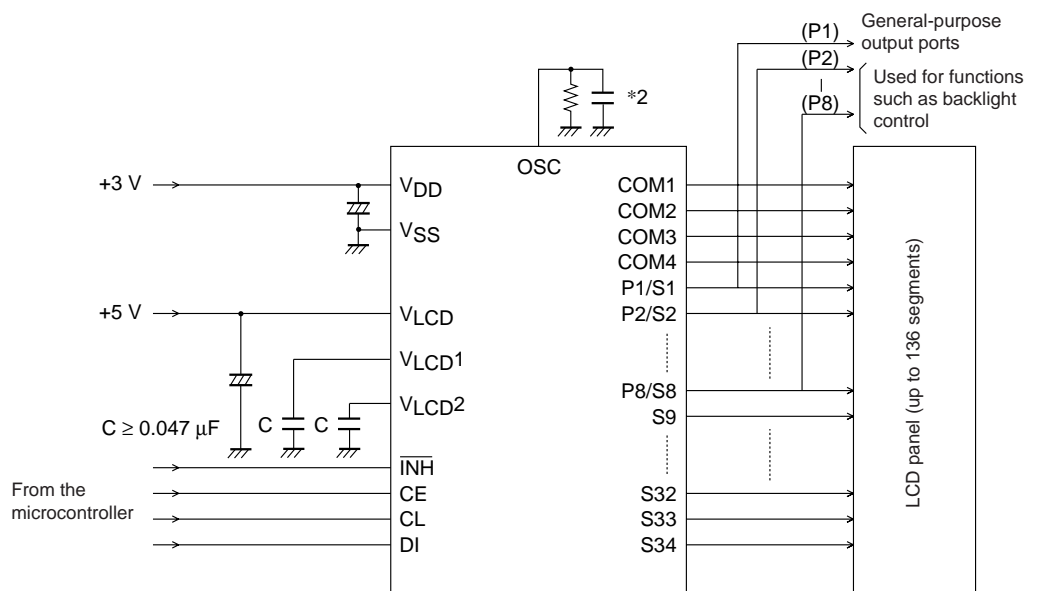 General-purpose
output ports
(P1)
(P2)
(P8)
Used for functions
such as backlight
control
*2
OSC
+3 V
VDD
VSS
+5 V
VLCD
VLCD1
VLCD2
C ≥ 0.047 μF
C
C
INH
CE
CL
DI
From the
microcontroller
COM1
COM2
COM3
COM4
P1/S1
P2/S2
P8/S8
S9
S32
S33
S34
LCD panel (up to 136 segments)